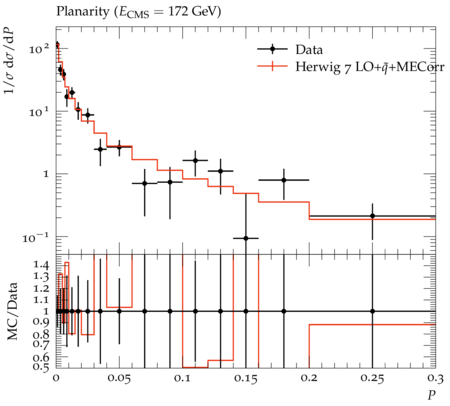 Planarity (E_CMS = 172 GeV)
1/σ dσ/dP
10^2
10^1
1
10^−1
Data
Herwig 7 LO+q̄+MECorr
MC/Data
1.4
1.3
1.2
1.1
1
0.9
0.8
0.7
0.6
0.5
0 0.05 0.1 0.15 0.2 0.25 0.3
P